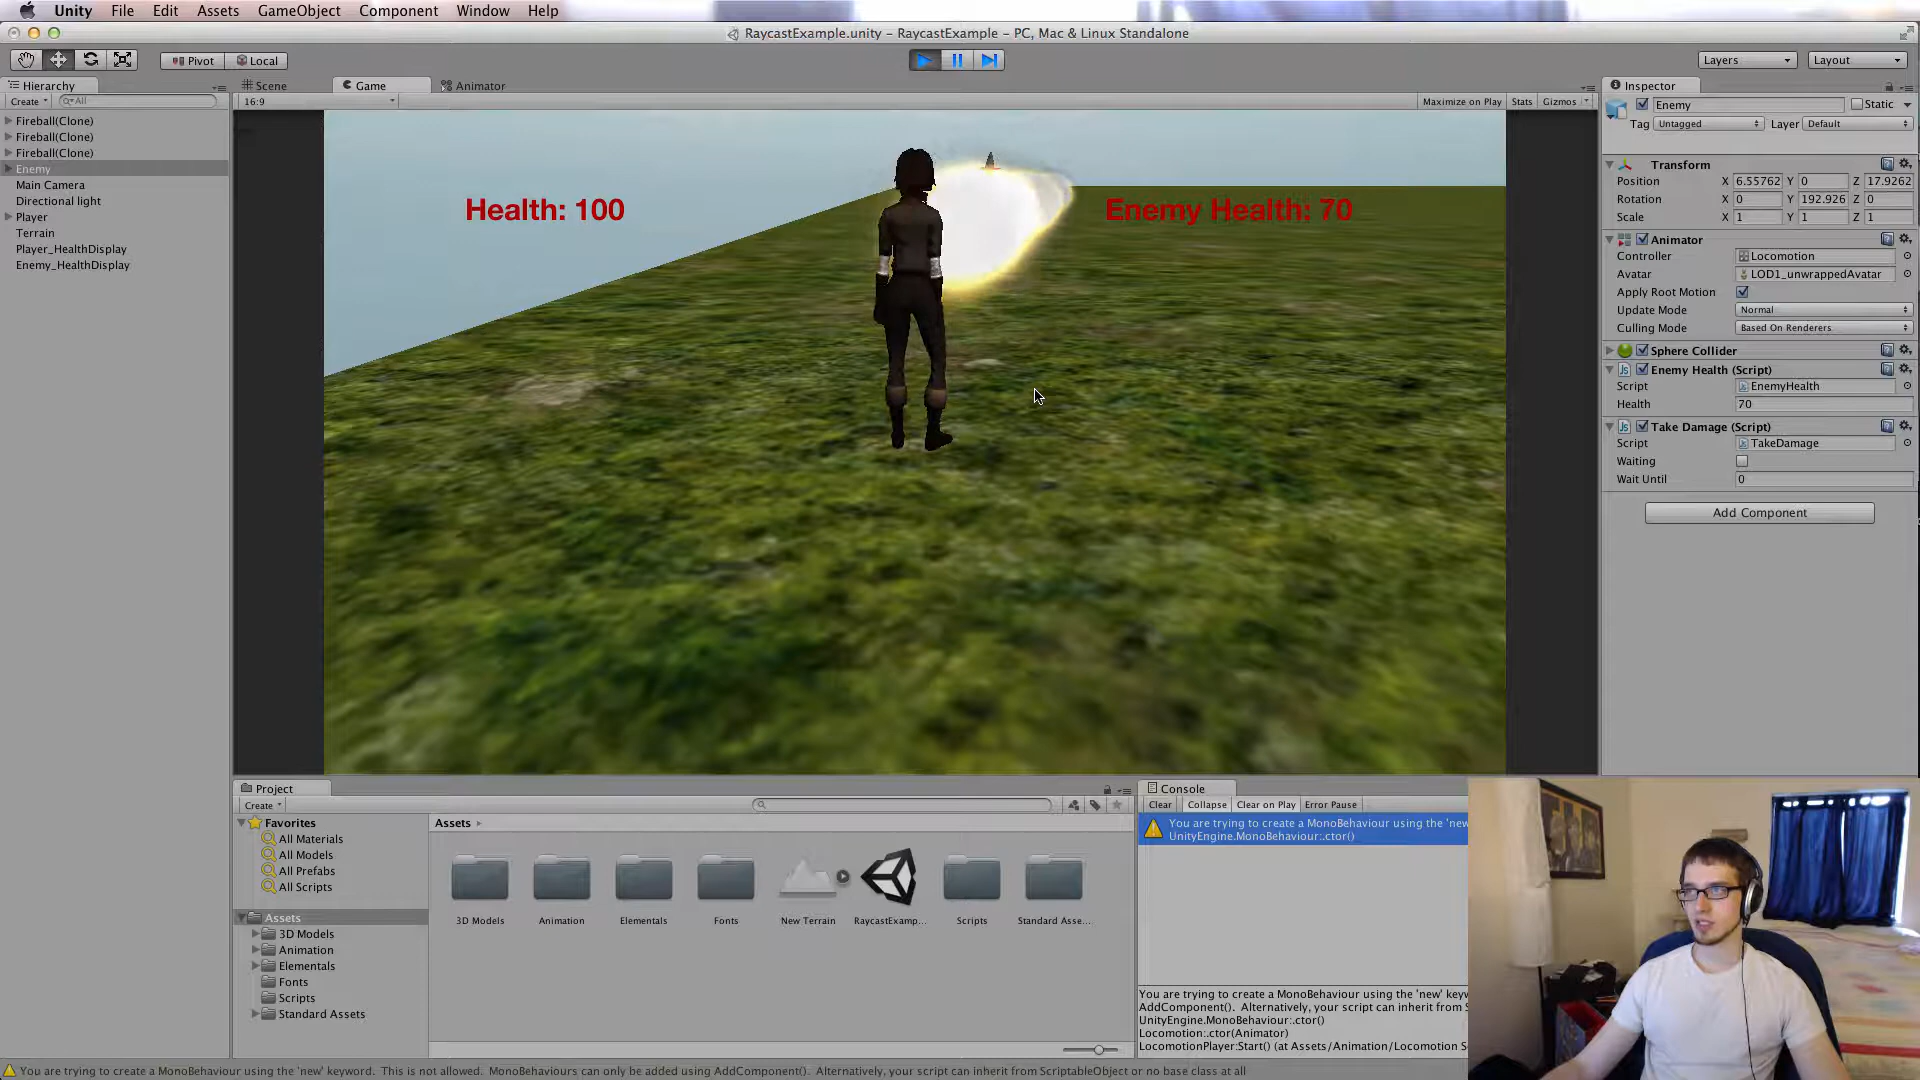 Unity File Edit Assets GameObject Component Window Help
RaycastExample.unity - RaycastExample - PC, Mac & Linux Standalone
Pivot Local Layers Layout
Hierarchy
Create All
Fireball(Clone)
Fireball(Clone)
Fireball(Clone)
Enemy
Main Camera
Directional light
Player
Terrain
Player_HealthDisplay
Enemy_HealthDisplay
Scene Game Animator
16:9 Maximize on Play Stats Gizmos
Health: 100 Enemy Health: 70
Inspector
Enemy Static
Tag Untagged Layer Default
Transform
Position X 6.55762 Y 0 Z 17.9262
Rotation X 0 Y 192.926 Z 0
Scale X 1 Y 1 Z 1
Animator
Controller Locomotion
Avatar LOD1_unwrappedAvatar
Apply Root Motion
Update Mode Normal
Culling Mode Based On Renderers
Sphere Collider
Enemy Health (Script)
Script EnemyHealth
Health 70
Take Damage (Script)
Script TakeDamage
Waiting
Wait Until 0
Add Component
Project
Create
Favorites
All Materials
All Models
All Prefabs
All Scripts
Assets
3D Models
Animation
Elementals
Fonts
Scripts
Standard Assets
Assets
3D Models Animation Elementals Fonts New Terrain RaycastExamp... Scripts Standard Asse...
Console
Clear Collapse Clear on Play Error Pause
You are trying to create a MonoBehaviour using the 'new'
UnityEngine.MonoBehaviour:.ctor()
You are trying to create a MonoBehaviour using the 'new' keyw
AddComponent(). Alternatively, your script can inherit from S
UnityEngine.MonoBehaviour:.ctor()
Locomotion:.ctor(Animator)
LocomotionPlayer:Start() (at Assets/Animation/Locomotion S
You are trying to create a MonoBehaviour using the 'new' keyword. This is not allowed. MonoBehaviours can only be added using AddComponent(). Alternatively, your script can inherit from ScriptableObject or no base class at all